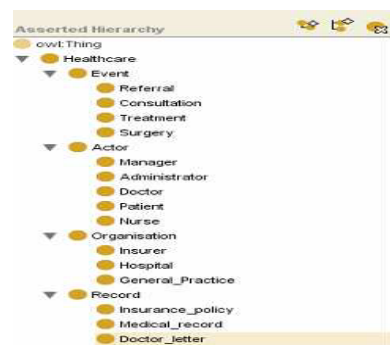 Asserted Hierarchy
owl:Thing
Healthcare
Event
Referral
Consultation
Treatment
Surgery
Actor
Manager
Administrator
Doctor
Patient
Nurse
Organisation
Insurer
Hospital
General_Practice
Record
Insurance_policy
Medical_record
Doctor_letter